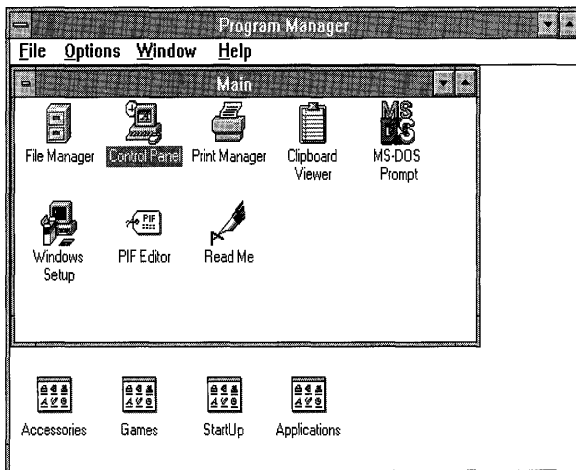 Program Manager
File Options Window Help
Main
File Manager Control Panel Print Manager Clipboard Viewer MS-DOS Prompt
MS DOS
Windows Setup PIF Editor Read Me
PIF
Accessories Games StartUp Applications